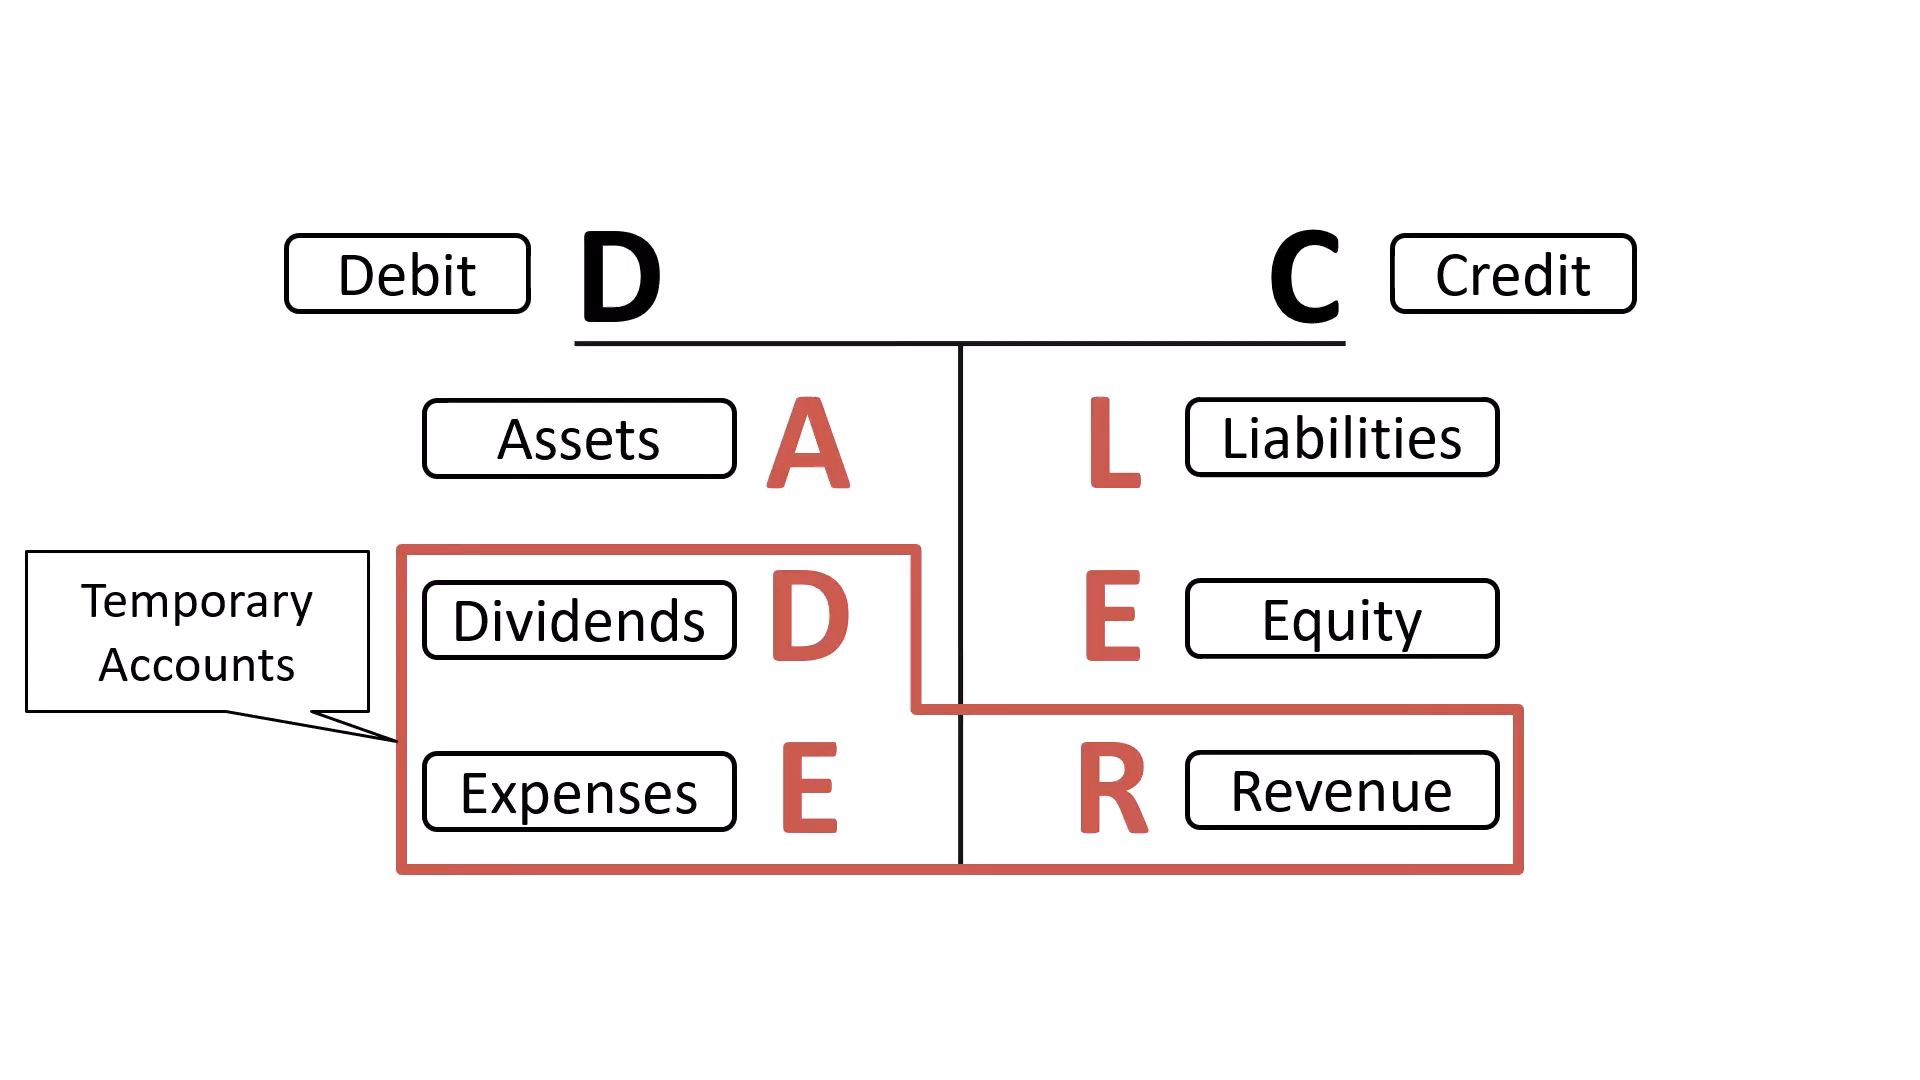 Debit D C Credit
Assets A L Liabilities
Temporary
Accounts
Dividends D E Equity
Expenses E R Revenue